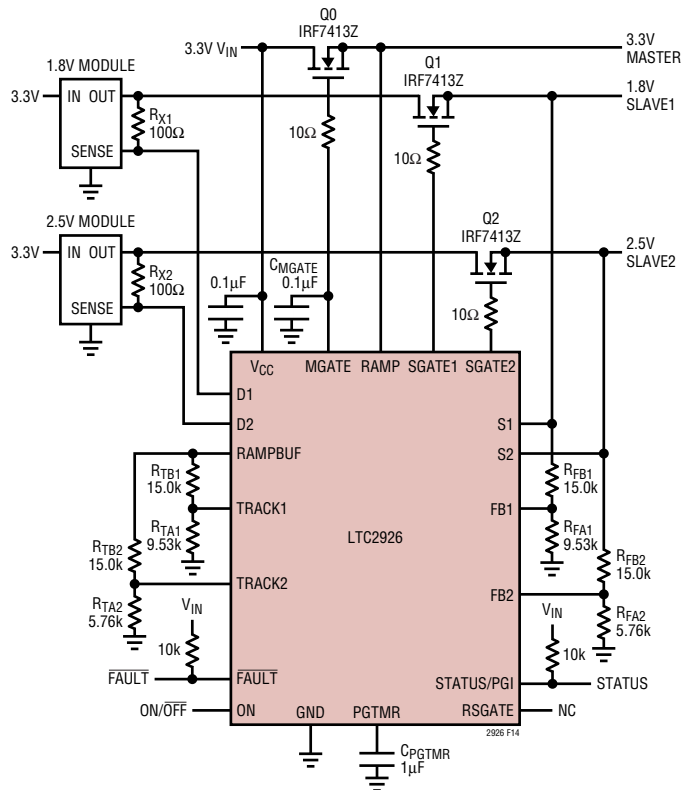 Q0
IRF7413Z
3.3V VIN
3.3V
MASTER
Q1
IRF7413Z
1.8V
SLAVE1
1.8V MODULE
3.3V
IN OUT
RX1
100Ω
SENSE
10Ω
10Ω
2.5V MODULE
3.3V
IN OUT
RX2
100Ω
SENSE
Q2
IRF7413Z
2.5V
SLAVE2
0.1µF
CMGATE
0.1µF
10Ω
VCC
MGATE
RAMP
SGATE1
SGATE2
D1
D2
RAMPBUF
TRACK1
TRACK2
FAULT
ON
GND
PGTMR
S1
S2
FB1
FB2
STATUS/PGI
RSGATE
LTC2926
RTB1
15.0k
RTA1
9.53k
RTB2
15.0k
RTA2
5.76k
VIN
10k
FAULT
ON/OFF
RFB1
15.0k
RFA1
9.53k
RFB2
15.0k
RFA2
5.76k
VIN
10k
STATUS
NC
2926 F14
CPGTMR
1µF